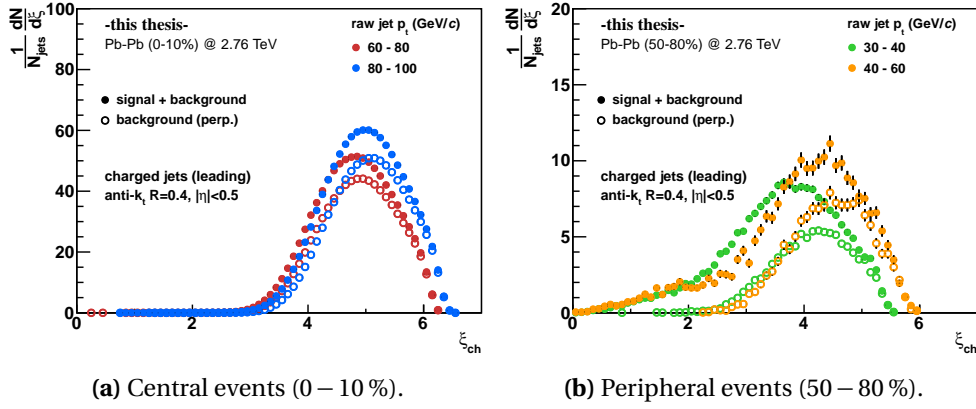 1/N_jets dN/dξ
-this thesis-
Pb-Pb (0-10%) @ 2.76 TeV
raw jet p_t (GeV/c)
60 - 80
80 - 100
signal + background
background (perp.)
charged jets (leading)
anti-k_t R=0.4, |η|<0.5
100
80
60
40
20
0
0 2 4 6
ξ_ch
(a) Central events (0 – 10 %).
1/N_jets dN/dξ
-this thesis-
Pb-Pb (50-80%) @ 2.76 TeV
raw jet p_t (GeV/c)
30 - 40
40 - 60
signal + background
background (perp.)
charged jets (leading)
anti-k_t R=0.4, |η|<0.5
20
15
10
5
0
0 2 4 6
ξ_ch
(b) Peripheral events (50 – 80 %).